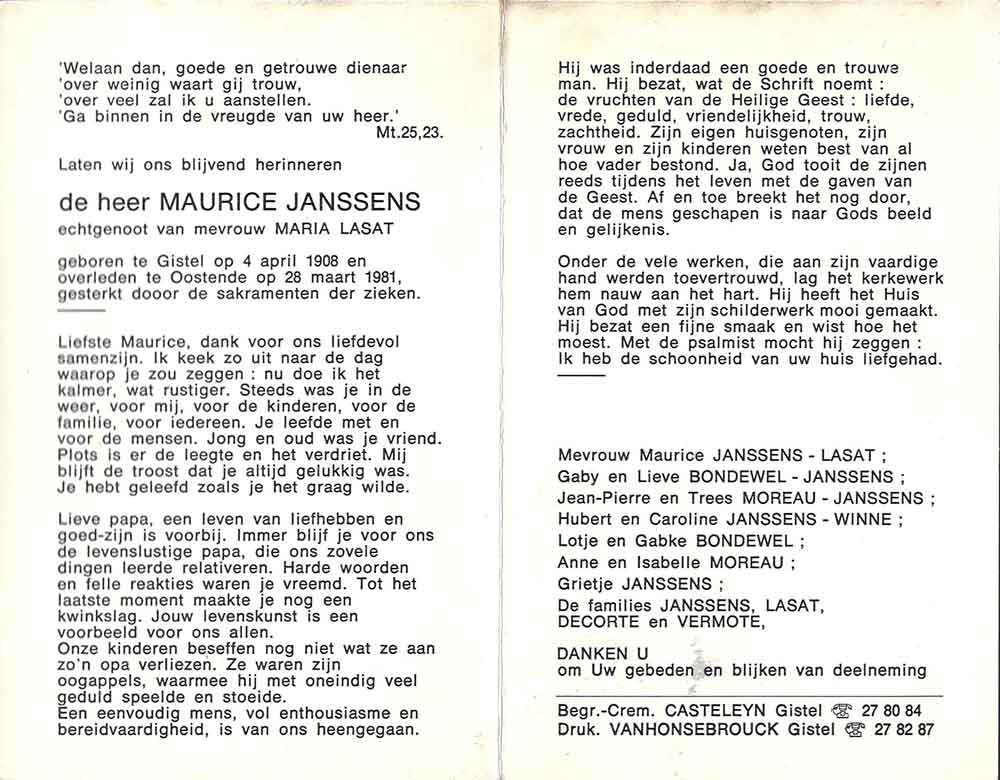 'Welaan dan, goede en getrouwe dienaar
'over weinig waart gij trouw,
'over veel zal ik u aanstellen.
'Ga binnen in de vreugde van uw heer.'
Mt.25,23.
Laten wij ons blijvend herinneren
de heer MAURICE JANSSENS
echtgenoot van mevrouw MARIA LASAT
geboren te Gistel op 4 april 1908 en
overleden te Oostende op 28 maart 1981,
gesterkt dooor de sakramenten der zieken.
Liefste Maurice, dank voor ons liefdevol
samenzijn. Ik keek zo uit naar de dag
waarop je zou zeggen : nu doe ik het
kalmer, wat rustiger. Steeds was je in de
weer, voor mij, voor de kinderen, voor de
familie, voor iedereen. Je leefde met en
voor de mensen. Jong en oud was je vriend.
Plots is er de leegte en het verdriet. Mij
blijft de troost dat je altijd gelukkig was.
Je hebt geleefd zoals je het graag wilde.
Lieve papa, een leven van liefhebben en
goed-zijn is voorbij. Immer blijf je voor ons
de levenslustige papa, die ons zovele
dingen leerde relativeren. Harde woorden
en felle reakties waren je vreemd. Tot het
laatste moment maakte je nog een
kwinkslag. Jouw levenskunst is een
voorbeeld voor ons allen.
Onze kinderen beseffen nog niet wat ze aan
zo'n opa verliezen. Ze waren zijn
oogappels, waarmee hij met oneindig veel
geduld speelde en stoeide.
Een eenvoudig mens, vol enthousiasme en
bereidvaardigheid, is van ons heengegaan.
Hij was inderdaad een goede en trouwe
man. Hij bezat, wat de Schrift noemt :
de vruchten van de Heilige Geest : liefde,
vrede, geduld, vriendelijkheid, trouw,
zachtheid. Zijn eigen huisgenoten, zijn
vrouw en zijn kinderen weten best van al
hoe vader bestond. Ja, God tooit de zijnen
reeds tijdens het leven met de gaven van
de Geest. Af en toe breekt het nog door,
dat de mens geschapen is naar Gods beeld
en gelijkenis.
Onder de vele werken, die aan zijn vaardige
hand werden toevertrouwd, lag het kerkewerk
hem nauw aan het hart. Hij heeft het Huis
van God met zijn schilderwerk mooi gemaakt.
Hij bezat een fijne smaak en wist hoe het
moest. Met de psalmist mocht hij zeggen :
Ik heb de schoonheid van uw huis liefgehad.
Mevrouw Maurice JANSSENS - LASAT ;
Gaby en Lieve BONDEWEL - JANSSENS ;
Jean-Pierre en Trees MOREAU - JANSSENS ;
Hubert en Caroline JANSSENS - WINNE ;
Lotje en Gabke BONDEWEL ;
Anne en Isabelle MOREAU ;
Grietje JANSSENS ;
De families JANSSENS, LASAT,
DECORTE en VERMOTE,
DANKEN U
om Uw gebeden en blijken van deelneming
Begr.-Crem. CASTELEYN Gistel ☎ 27 80 84
Druk. VANHONSEBROUCK Gistel ☎ 27 82 87